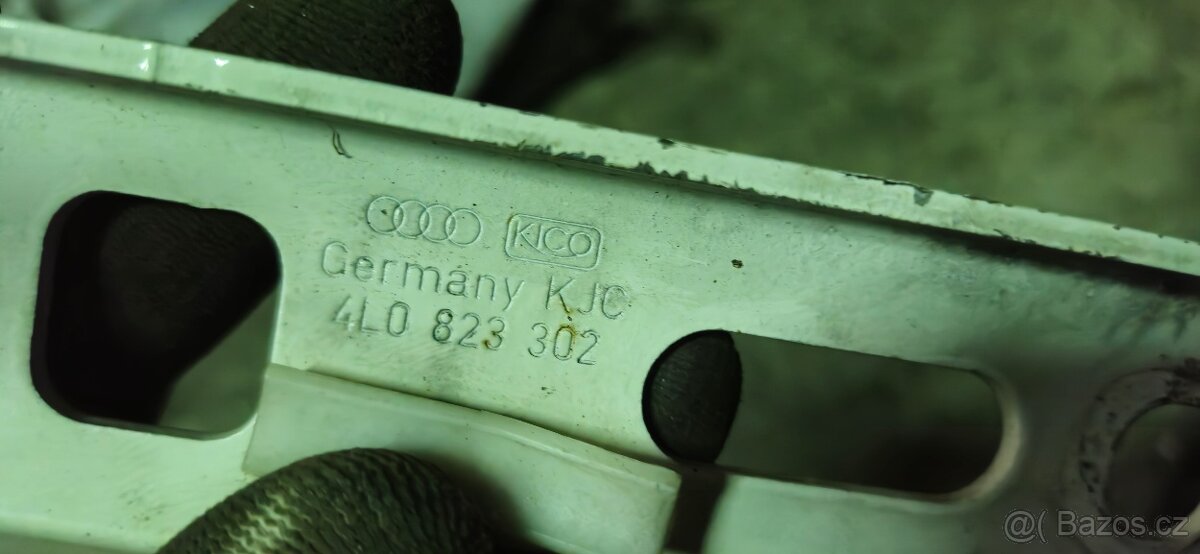 KICO
Germany KJC
4L0 823 302
@( Bazos.cz